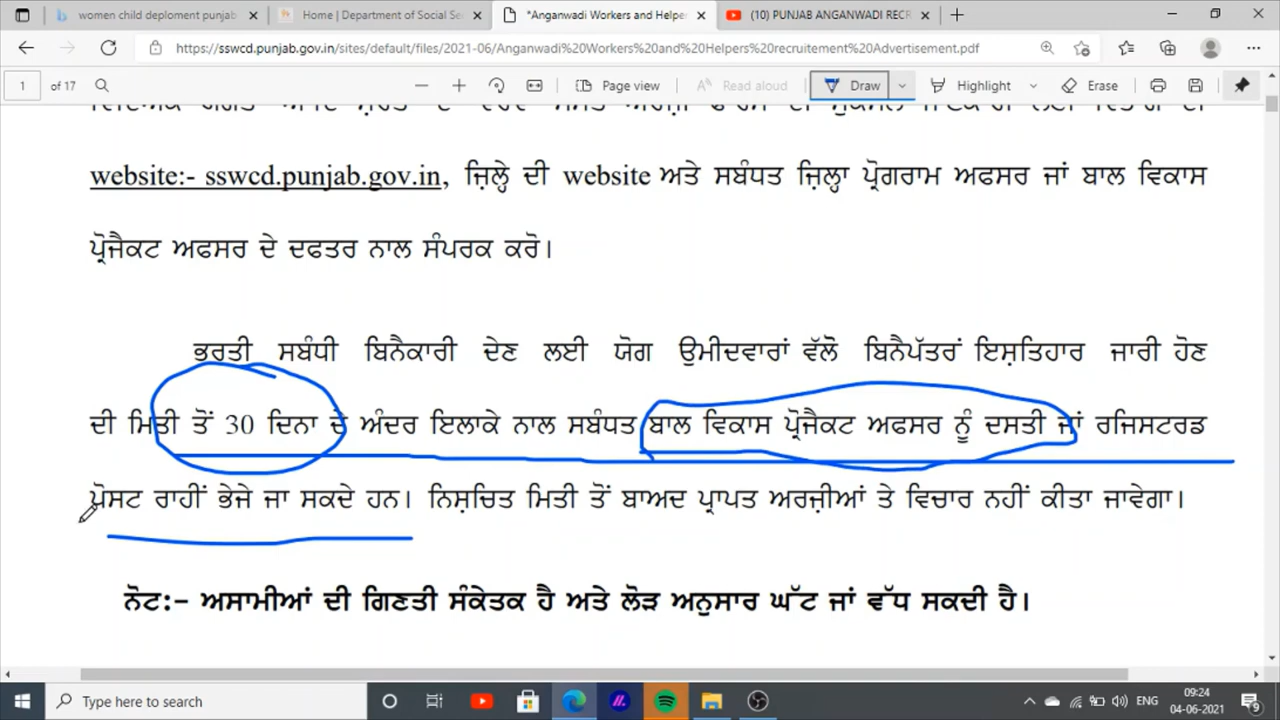 women child deploment punjab
Home | Department of Social Se
*Anganwadi Workers and Helpe
(10) PUNJAB ANGANWADI RECR
https://sswcd.punjab.gov.in/sites/default/files/2021-06/Anganwadi%20Workers%20and%20Helpers%20recruitement%20Advertisement.pdf
1 of 17
Page view
Read aloud
Draw
Highlight
Erase
website:- sswcd.punjab.gov.in, ਜ਼ਿਲ੍ਹੇ ਦੀ website ਅਤੇ ਸਬੰਧਤ ਜ਼ਿਲ੍ਹਾ ਪ੍ਰੋਗਰਾਮ ਅਫਸਰ ਜਾਂ ਬਾਲ ਵਿਕਾਸ
ਪ੍ਰੋਜੈਕਟ ਅਫਸਰ ਦੇ ਦਫਤਰ ਨਾਲ ਸੰਪਰਕ ਕਰੋ।
ਭਰਤੀ ਸਬੰਧੀ ਬਿਨੈਕਾਰੀ ਦੇਣ ਲਈ ਯੋਗ ਉਮੀਦਵਾਰਾਂ ਵੱਲੋਂ ਬਿਨੈਪੱਤਰਾਂ ਇਸ਼ਤਿਹਾਰ ਜਾਰੀ ਹੋਣ
ਦੀ ਮਿਤੀ ਤੋਂ 30 ਦਿਨਾ ਦੇ ਅੰਦਰ ਇਲਾਕੇ ਨਾਲ ਸਬੰਧਤ ਬਾਲ ਵਿਕਾਸ ਪ੍ਰੋਜੈਕਟ ਅਫਸਰ ਨੂੰ ਦਸਤੀ ਜਾਂ ਰਜਿਸਟਰਡ
ਪ੍ਰੋਸਟ ਰਾਹੀਂ ਭੇਜੇ ਜਾ ਸਕਦੇ ਹਨ। ਨਿਸ਼ਚਿਤ ਮਿਤੀ ਤੋਂ ਬਾਅਦ ਪ੍ਰਾਪਤ ਅਰਜ਼ੀਆਂ ਤੇ ਵਿਚਾਰ ਨਹੀਂ ਕੀਤਾ ਜਾਵੇਗਾ।
ਨੋਟ:- ਅਸਾਮੀਆਂ ਦੀ ਗਿਣਤੀ ਸੰਕੇਤਕ ਹੈ ਅਤੇ ਲੋੜ ਅਨੁਸਾਰ ਘੱਟ ਜਾਂ ਵੱਧ ਸਕਦੀ ਹੈ।
Type here to search
ENG
09:24
04-06-2021
9